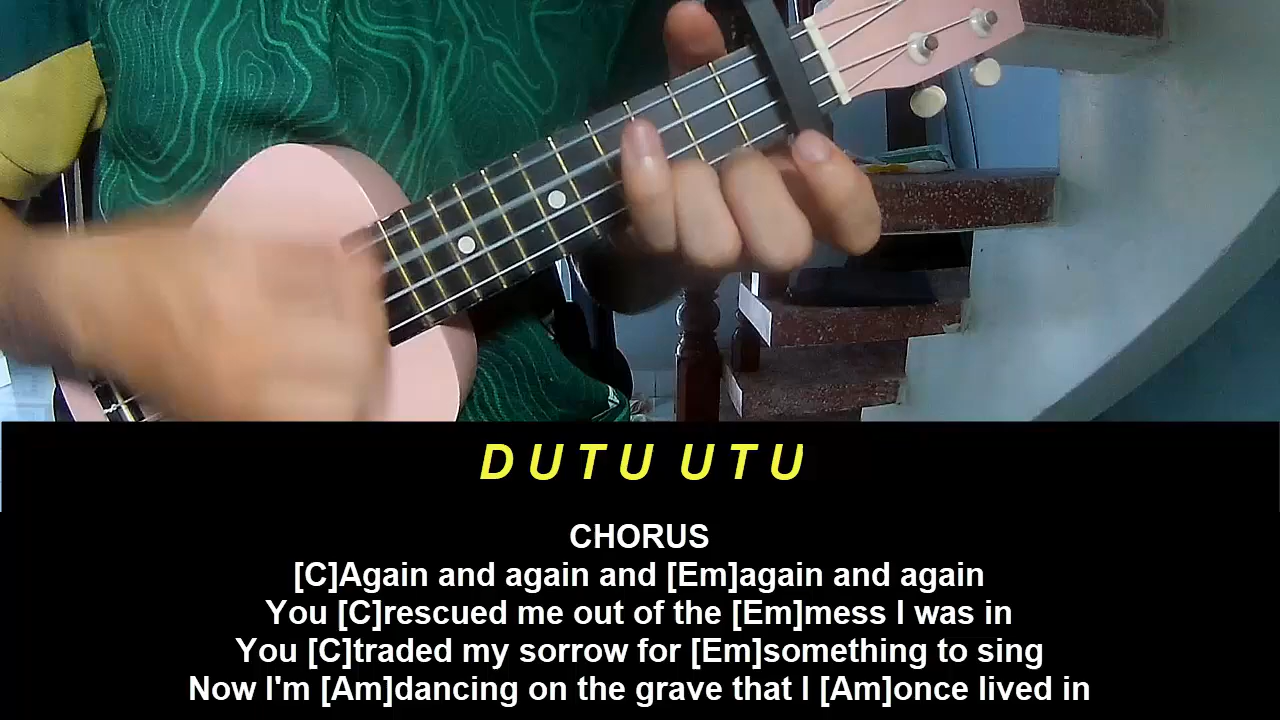 D U T U U T U
CHORUS
[C]Again and again and [Em]again and again
You [C]rescued me out of the [Em]mess I was in
You [C]traded my sorrow for [Em]something to sing
Now I'm [Am]dancing on the grave that I [Am]once lived in